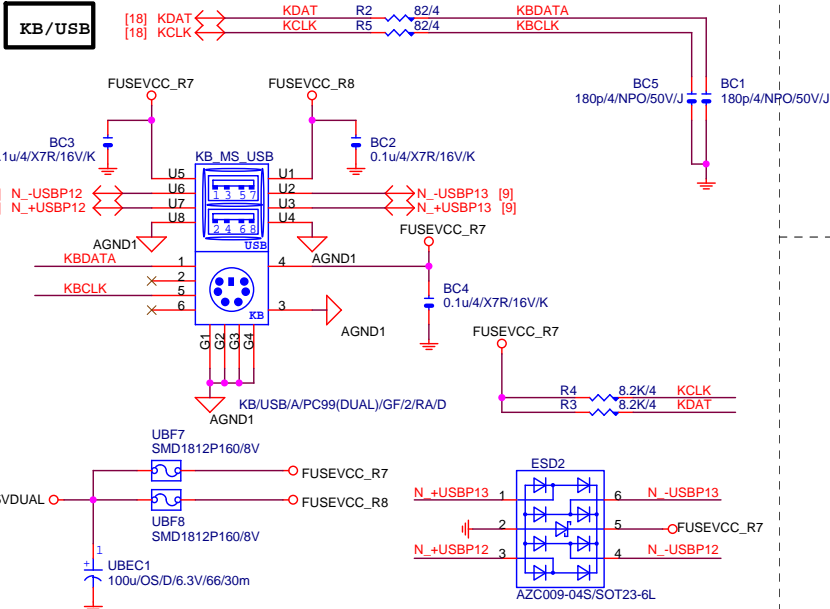 KB/USB
[18] KDAT KDAT R2 82/4 KBDATA
[18] KCLK KCLK R5 82/4 KBCLK
BC5
180p/4/NPO/50V/J
BC1
180p/4/NPO/50V/J
FUSEVCC_R7
FUSEVCC_R8
BC3
.1u/4/X7R/16V/K
BC2
0.1u/4/X7R/16V/K
KB_MS_USB
U5 U1
N_-USBP12 U6 U2 N_-USBP13 [9]
N_+USBP12 U7 U3 N_+USBP13 [9]
U8 U4
1 3 5 7
2 4 6 8
USB
AGND1
AGND1
FUSEVCC_R7
KBDATA 1 4
2
KBCLK 5
6 3
KB
AGND1
BC4
0.1u/4/X7R/16V/K
G1 G2 G3 G4
KB/USB/A/PC99(DUAL)/GF/2/RA/D
AGND1
FUSEVCC_R7
R4 8.2K/4 KCLK
R3 8.2K/4 KDAT
UBF7
SMD1812P160/8V
FUSEVCC_R7
5VDUAL
FUSEVCC_R8
UBF8
SMD1812P160/8V
1
+
UBEC1
100u/OS/D/6.3V/66/30m
ESD2
N_+USBP13 1 6 N_-USBP13
2 5 FUSEVCC_R7
N_+USBP12 3 4 N_-USBP12
AZC009-04S/SOT23-6L